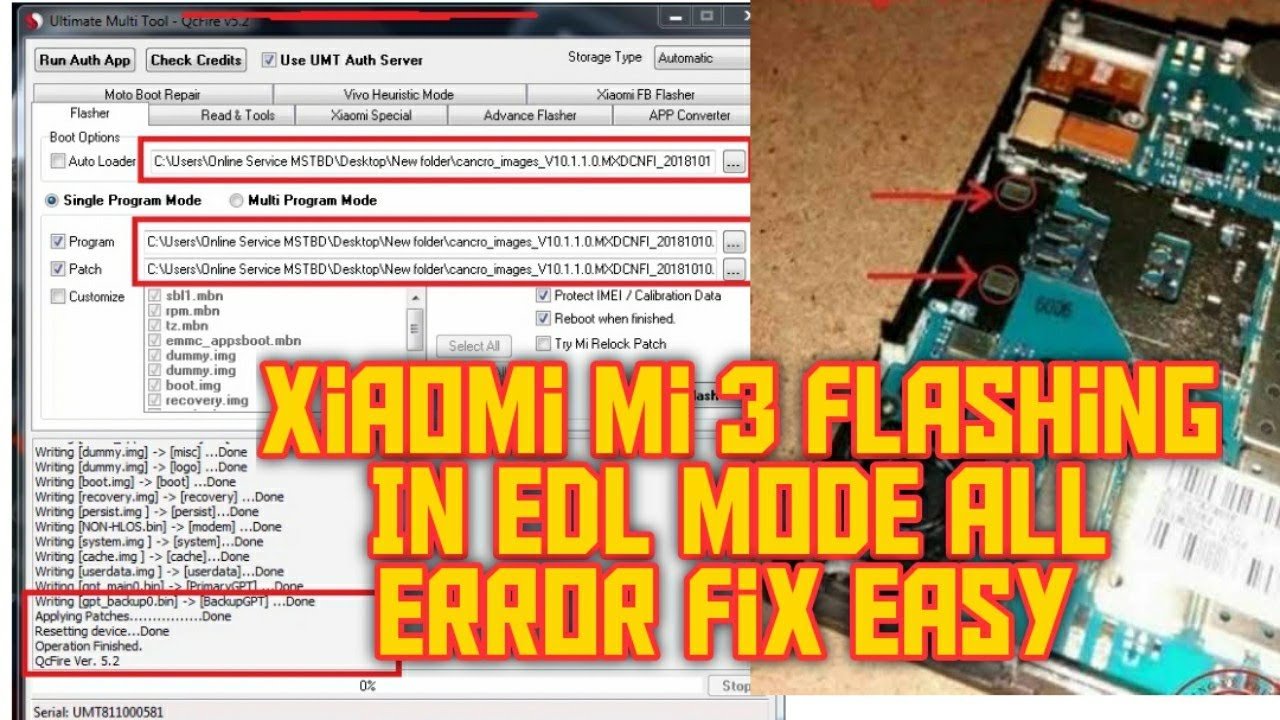 Ultimate Multi Tool - QcFire v5.2
Run Auth App Check Credits Use UMT Auth Server Storage Type Automatic
Moto Boot Repair Vivo Heuristic Mode Xiaomi FB Flasher
Flasher Read & Tools Xiaomi Special Advance Flasher APP Converter
Boot Options
Auto Loader C:\Users\Online Service MSTBD\Desktop\New folder\cancro_images_V10.1.1.0.MXDCNFI_2018101 ...
Single Program Mode Multi Program Mode
Program C:\Users\Online Service MSTBD\Desktop\New folder\cancro_images_V10.1.1.0.MXDCNFI_20181010. ...
Patch C:\Users\Online Service MSTBD\Desktop\New folder\cancro_images_V10.1.1.0.MXDCNFI_20181010. ...
Customize
sbl1.mbn
rpm.mbn
tz.mbn
emmc_appsboot.mbn
dummy.img
dummy.img
boot.img
recovery.img
Protect IMEI / Calibration Data
Reboot when finished.
Select All Try Mi Relock Patch
XiAOMi Mi 3 FLASHiNG
IN EDL MODE ALL
ERROR FiX EASY
Writing [dummy.img] -> [misc] ...Done
Writing [dummy.img] -> [logo] ...Done
Writing [boot.img] -> [boot] ...Done
Writing [recovery.img] -> [recovery] ...Done
Writing [persist.img] -> [persist]...Done
Writing [NON-HLOS.bin] -> [modem] ...Done
Writing [system.img ] -> [system]...Done
Writing [cache.img ] -> [cache]...Done
Writing [userdata.img ] -> [userdata]...Done
Writing [gpt_main0.bin] -> [PrimaryGPT]....Done
Writing [gpt_backup0.bin] -> [BackupGPT] ...Done
Applying Patches...............Done
Resetting device...Done
Operation Finished.
QcFire Ver. 5.2
0% Stop
Serial: UMT811000581
6006